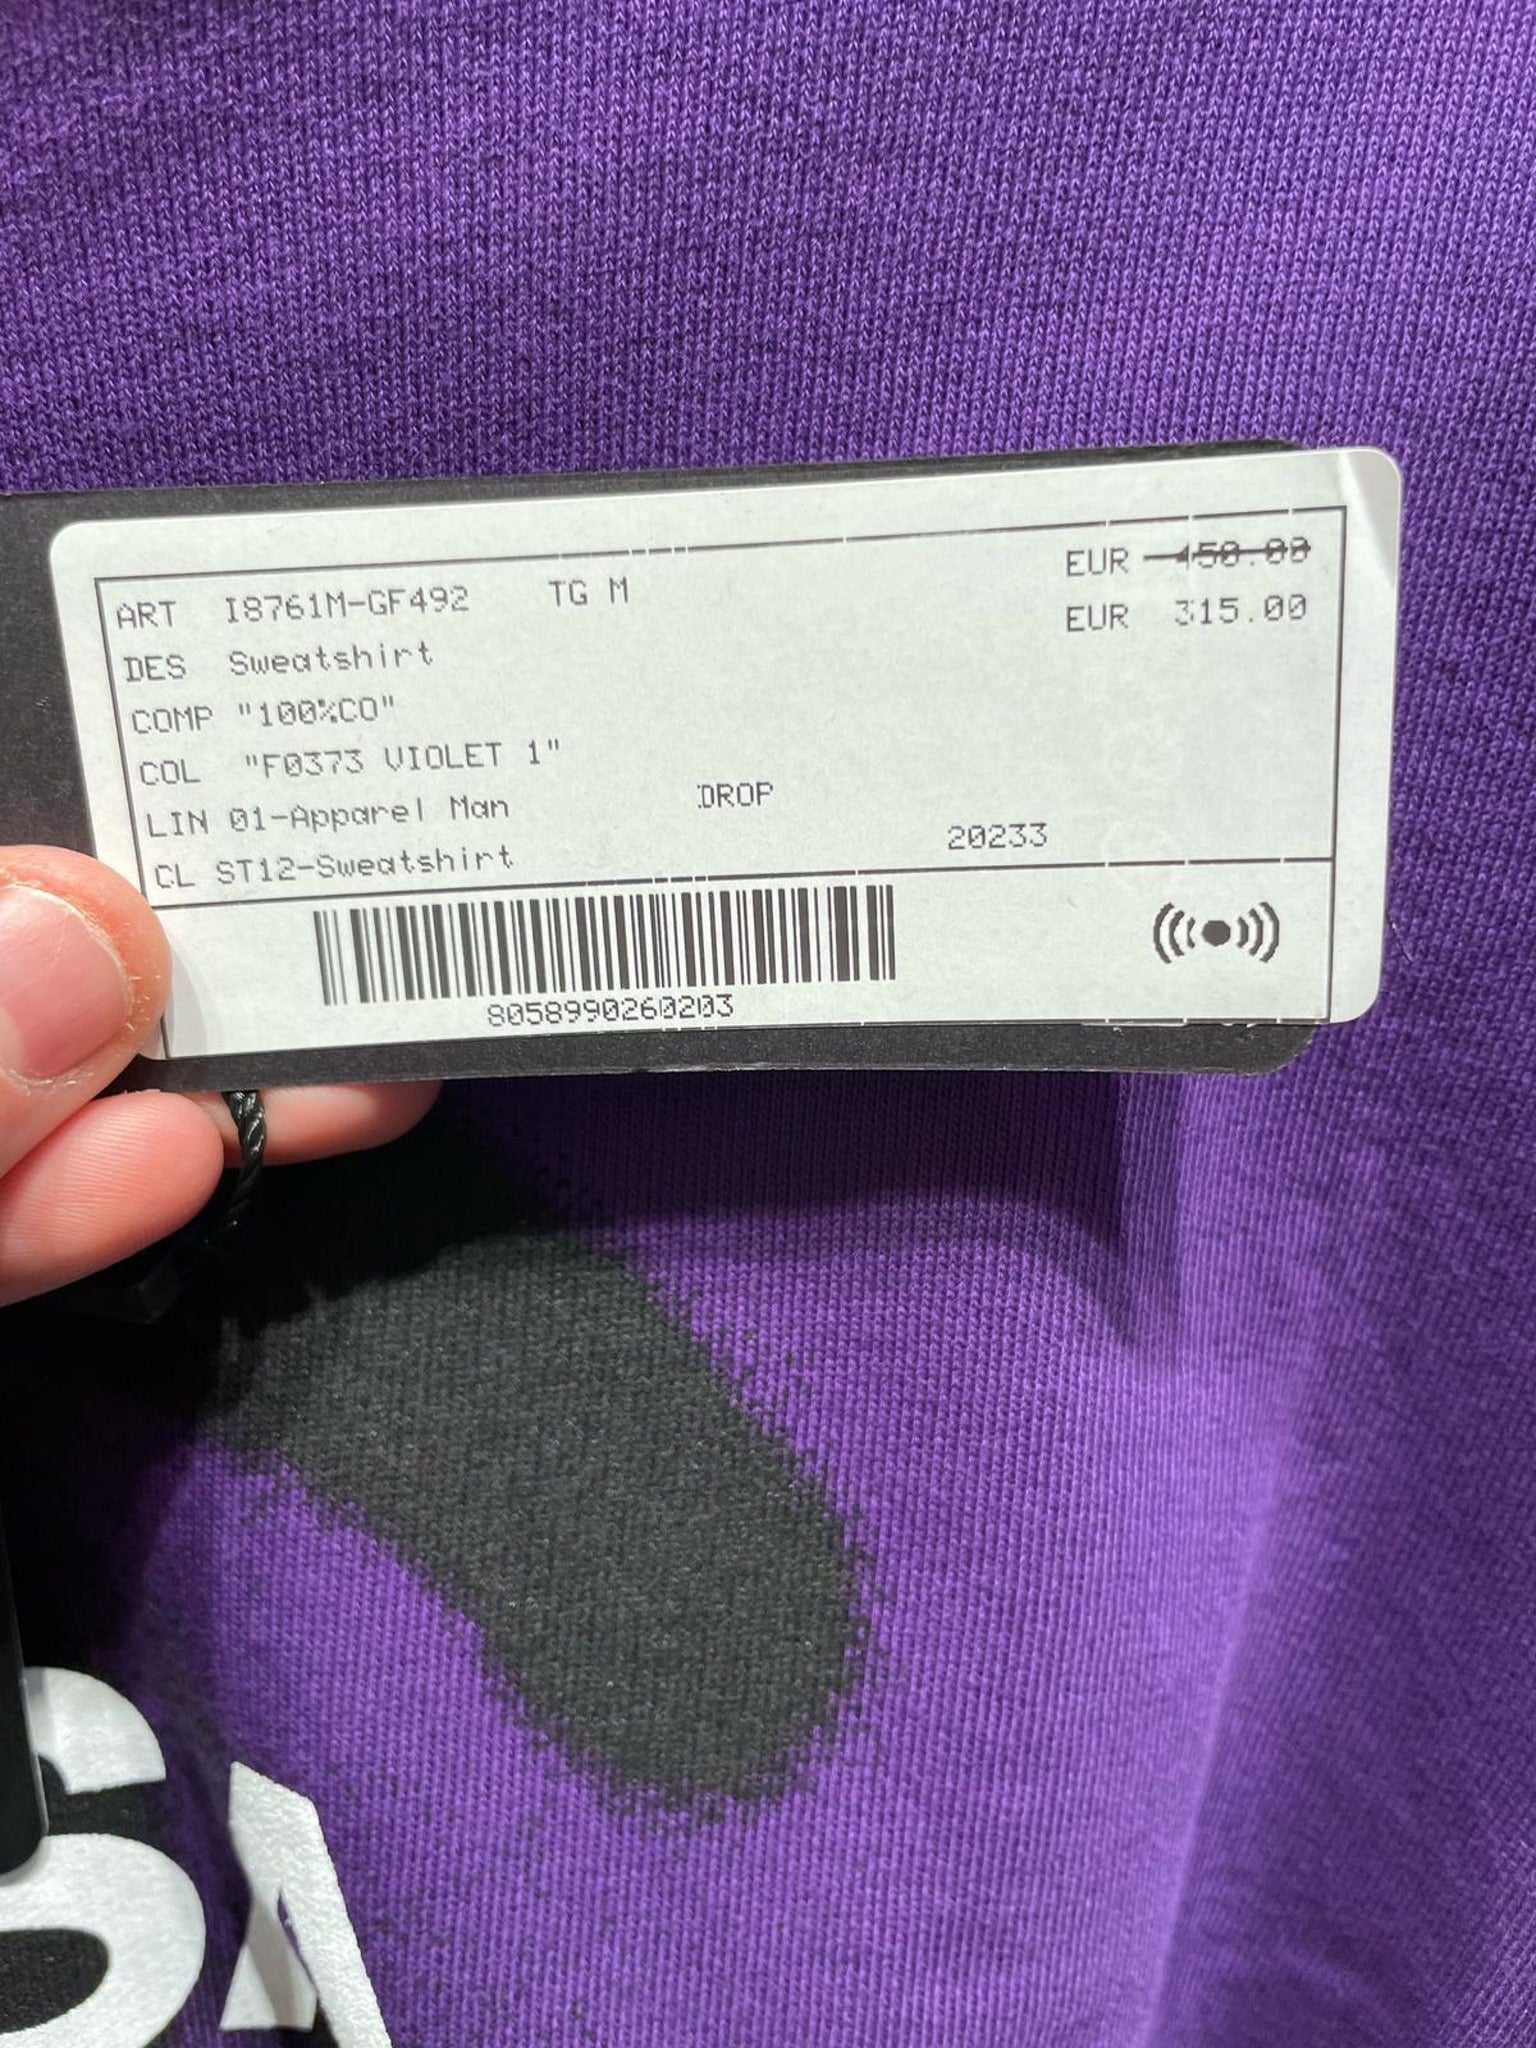 ART I8761M-GF492 TG M EUR 450.00
DES Sweatshirt EUR 315.00
COMP "100%CO"
COL "F0373 VIOLET 1"
LIN 01-Apparel Man DROP
CL ST12-Sweatshirt 20233
8058990260203